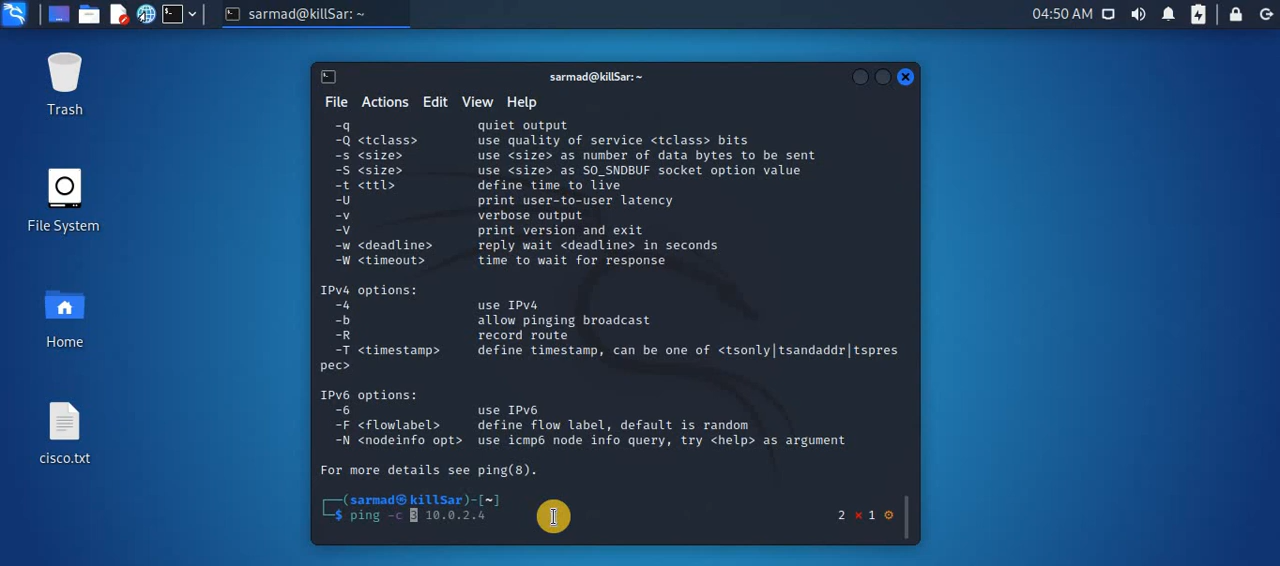 sarmad@killSar: ~
04:50 AM
Trash
File System
Home
cisco.txt
sarmad@killSar:~
File Actions Edit View Help
-q quiet output
-Q <tclass> use quality of service <tclass> bits
-s <size> use <size> as number of data bytes to be sent
-S <size> use <size> as SO_SNDBUF socket option value
-t <ttl> define time to live
-U print user-to-user latency
-v verbose output
-V print version and exit
-w <deadline> reply wait <deadline> in seconds
-W <timeout> time to wait for response
IPv4 options:
-4 use IPv4
-b allow pinging broadcast
-R record route
-T <timestamp> define timestamp, can be one of <tsonly|tsandaddr|tspres
pec>
IPv6 options:
-6 use IPv6
-F <flowlabel> define flow label, default is random
-N <nodeinfo opt> use icmp6 node info query, try <help> as argument
For more details see ping(8).
┌──(sarmad㉿killSar)-[~]
└─$ ping -c 3 10.0.2.4 2 ⨯ 1 ⚙